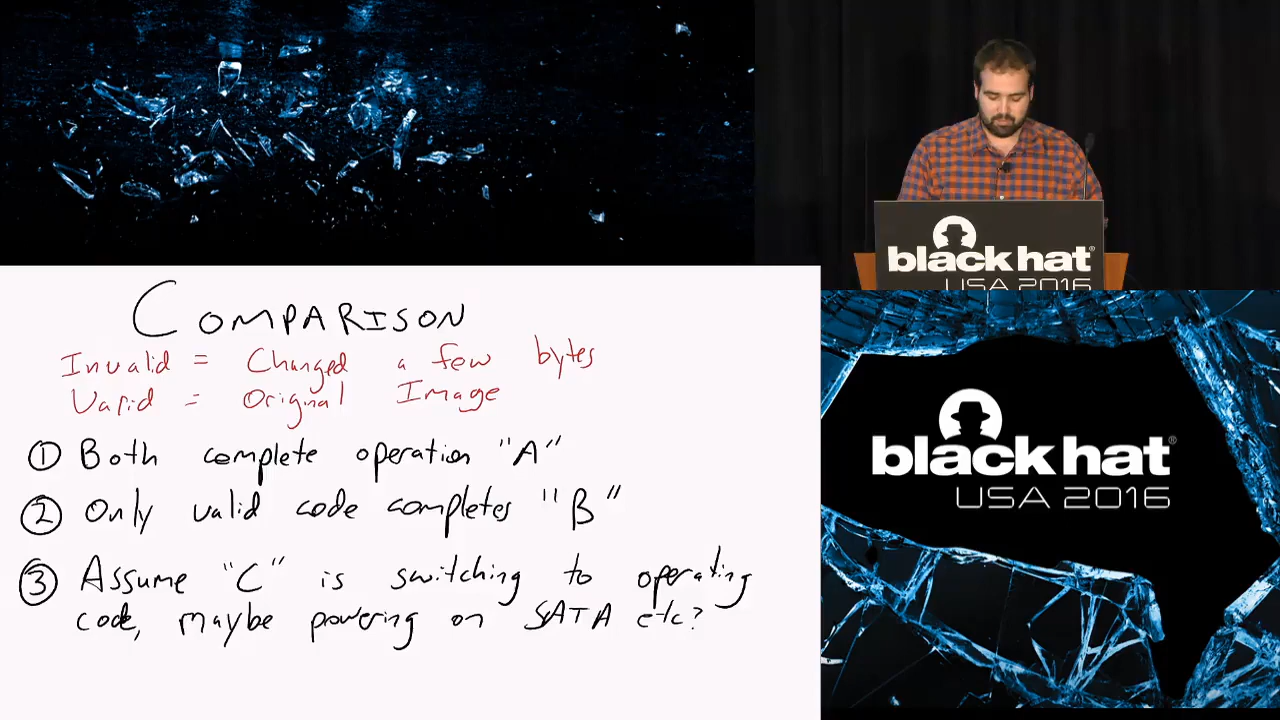 black hat
USA 2016
COMPARISON
Invalid = Changed a few bytes
Valid = Original Image
① Both complete operation "A"
② Only valid code completes "B"
③ Assume "C" is switching to operating
code, maybe powering on SATA etc?
black hat®
USA 2016